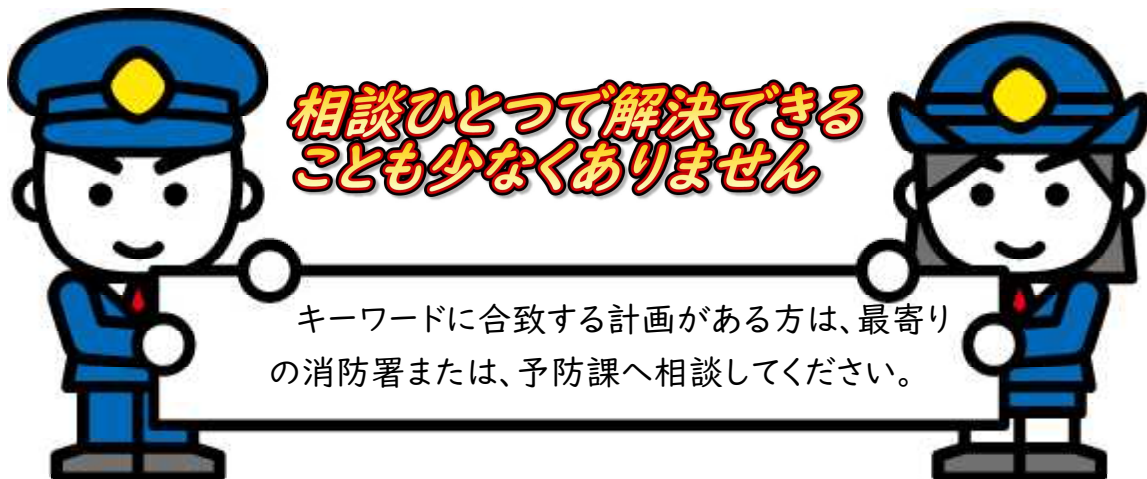 相談ひとつで解決できる
ことも少なくありません
キーワードに合致する計画がある方は、最寄り
の消防署または、予防課へ相談してください。